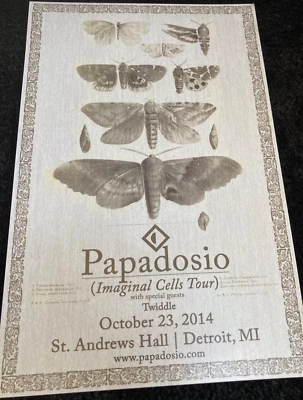 Papadosio
(Imaginal Cells Tour)
with special guests
Twiddle
October 23, 2014
St. Andrews Hall | Detroit, MI
www.papadosio.com